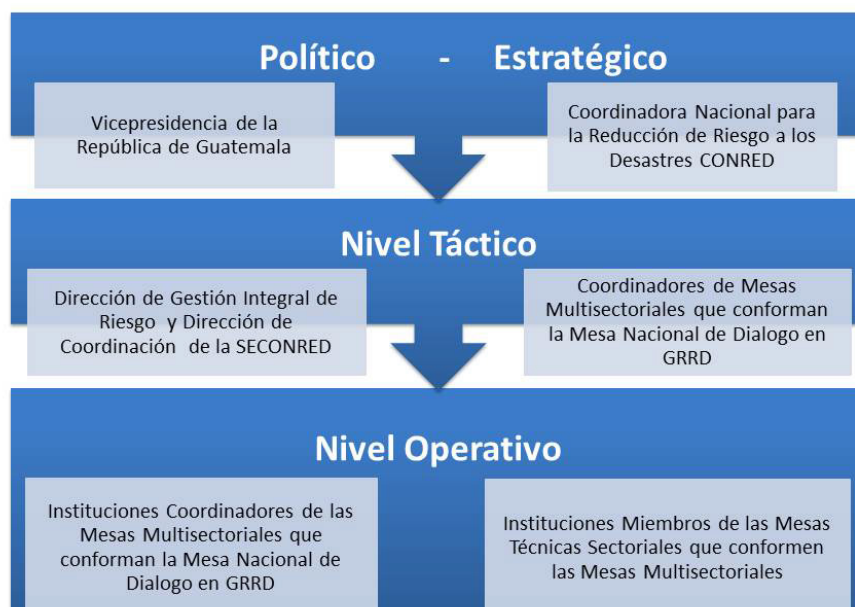 Político - Estratégico
Vicepresidencia de la
República de Guatemala
Coordinadora Nacional para
la Reducción de Riesgo a los
Desastres CONRED
Nivel Táctico
Dirección de Gestión Integral de
Riesgo y Dirección de
Coordinación de la SECONRED
Coordinadores de Mesas
Multisectoriales que conforman
la Mesa Nacional de Dialogo en
GRRD
Nivel Operativo
Instituciones Coordinadores de las
Mesas Multisectoriales que
conforman la Mesa Nacional de
Dialogo en GRRD
Instituciones Miembros de las Mesas
Técnicas Sectoriales que conformen
las Mesas Multisectoriales